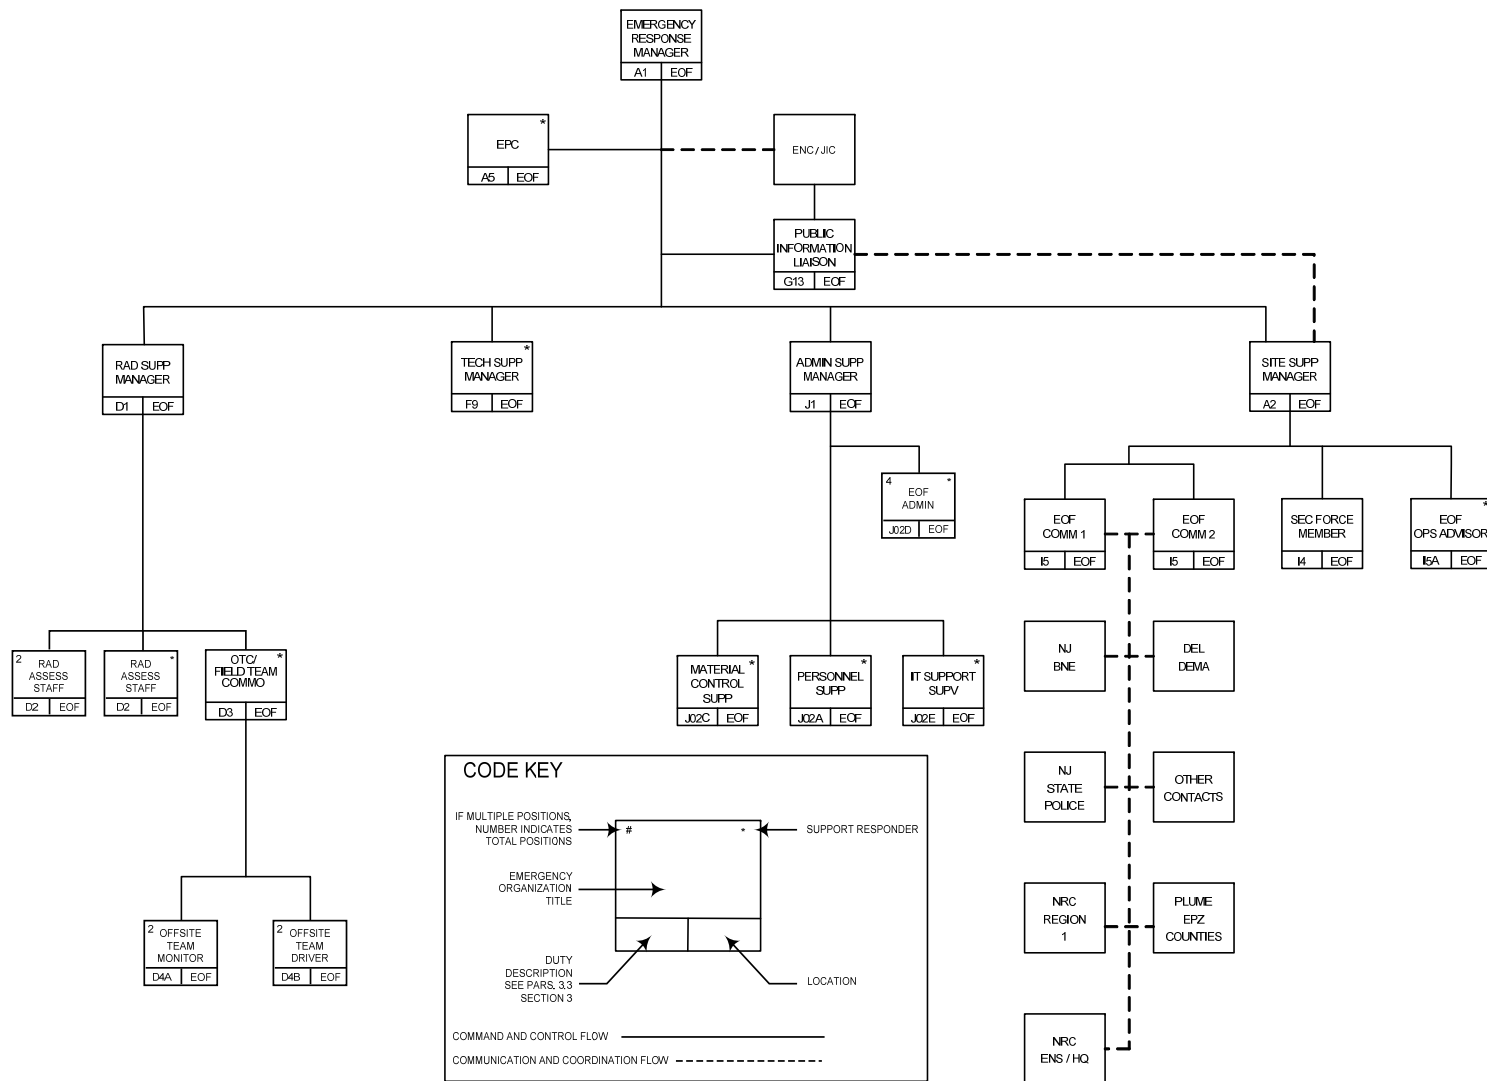 EMERGENCY
RESPONSE
MANAGER
A1 EOF
*
EPC
A5 EOF
ENC/JIC
PUBLIC
INFORMATION
LIAISON
G13 EOF
RAD SUPP
MANAGER
D1 EOF
*
TECH SUPP
MANAGER
F9 EOF
ADMIN SUPP
MANAGER
J1 EOF
SITE SUPP
MANAGER
A2 EOF
4 *
EOF
ADMIN
J02D EOF
EOF
COMM 1
I5 EOF
EOF
COMM 2
I5 EOF
SEC FORCE
MEMBER
I4 EOF
*
EOF
OPS ADVISOR
I5A EOF
2 RAD
ASSESS
STAFF
D2 EOF
RAD *
ASSESS
STAFF
D2 EOF
OTC/ *
FIELD TEAM
COMMO
D3 EOF
*
MATERIAL
CONTROL
SUPP
J02C EOF
*
PERSONNEL
SUPP
J02A EOF
*
IT SUPPORT
SUPV
J02E EOF
NJ
BNE
DEL
DEMA
NJ
STATE
POLICE
OTHER
CONTACTS
NRC
REGION
1
PLUME
EPZ
COUNTIES
NRC
ENS / HQ
2 OFFSITE
TEAM
MONITOR
D4A EOF
2 OFFSITE
TEAM
DRIVER
D4B EOF
CODE KEY
IF MULTIPLE POSITIONS,
NUMBER INDICATES
TOTAL POSITIONS
# *
SUPPORT RESPONDER
EMERGENCY
ORGANIZATION
TITLE
DUTY
DESCRIPTION
SEE PARS. 3.3
SECTION 3
LOCATION
COMMAND AND CONTROL FLOW
COMMUNICATION AND COORDINATION FLOW